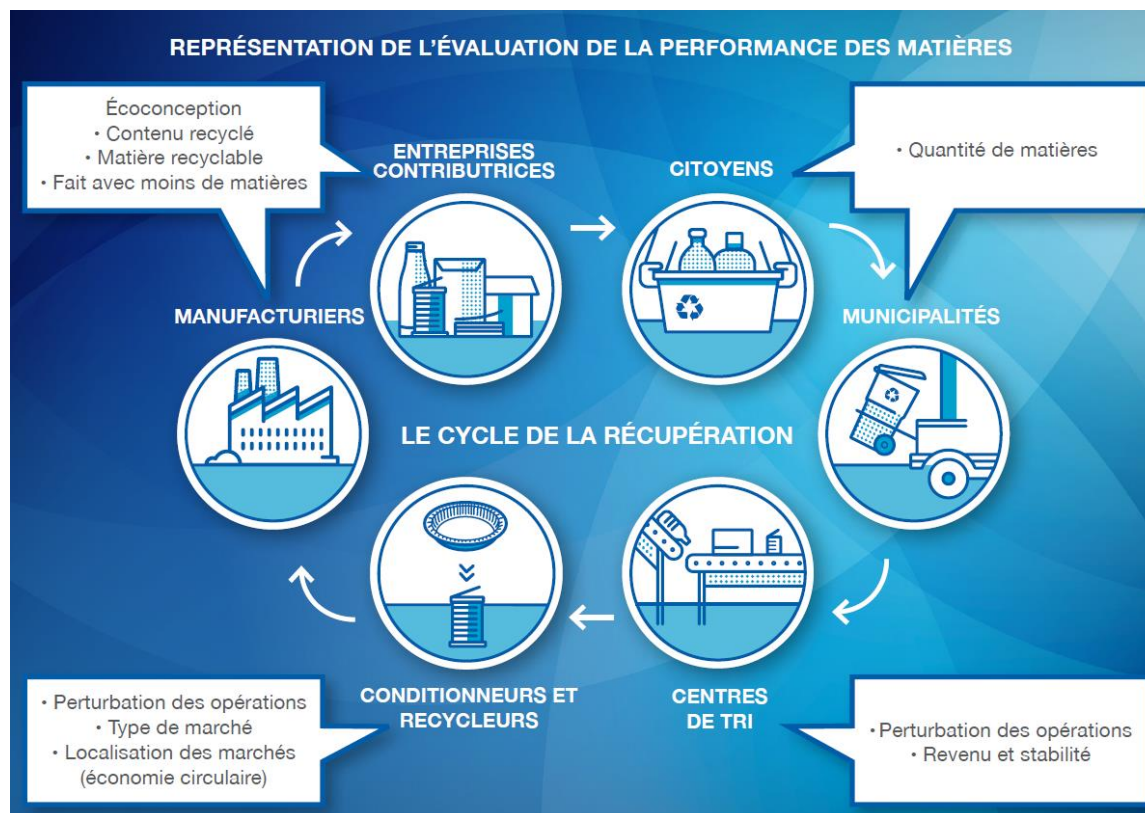 REPRÉSENTATION DE L'ÉVALUATION DE LA PERFORMANCE DES MATIÈRES
Écoconception
• Contenu recyclé
• Matière recyclable
• Fait avec moins de matières
ENTREPRISES
CONTRIBUTRICES
CITOYENS
• Quantité de matières
MANUFACTURIERS
MUNICIPALITÉS
LE CYCLE DE LA RÉCUPÉRATION
CONDITIONNEURS ET
RECYCLEURS
CENTRES
DE TRI
• Perturbation des opérations
• Type de marché
• Localisation des marchés
(économie circulaire)
• Perturbation des opérations
• Revenu et stabilité